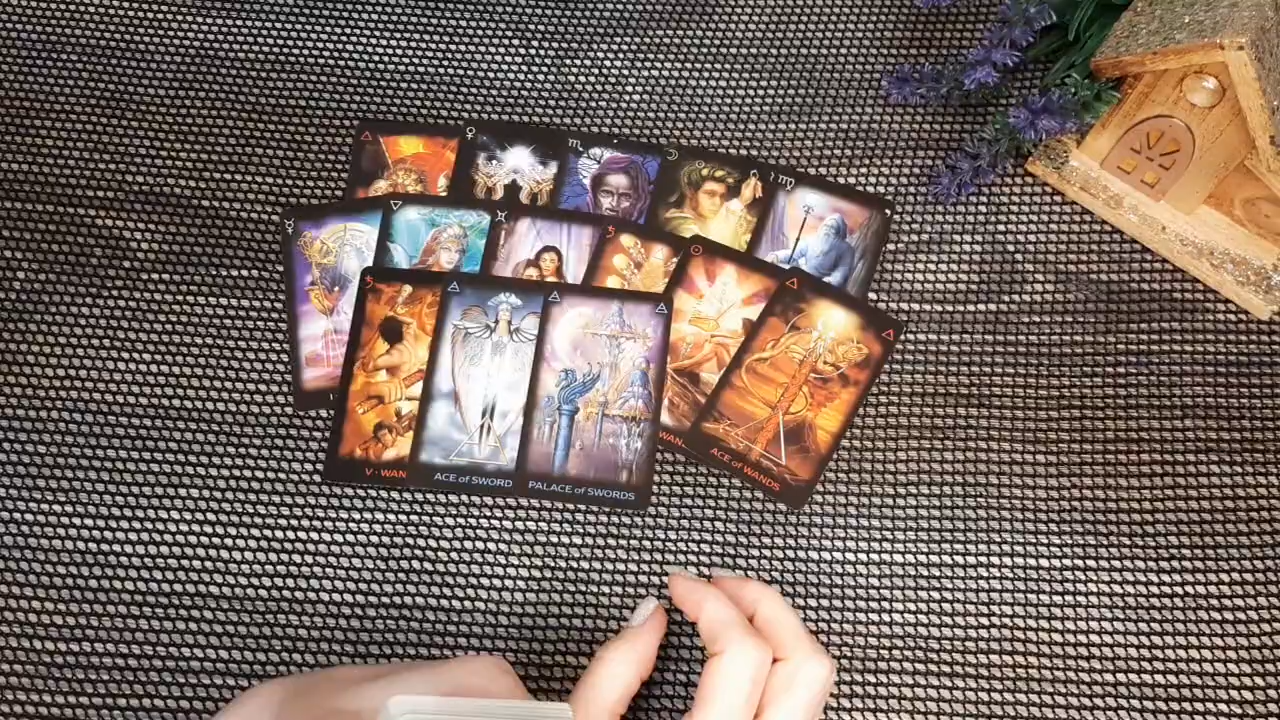 V · WAN
ACE of SWORD
PALACE of SWORDS
WAN
ACE of WANDS